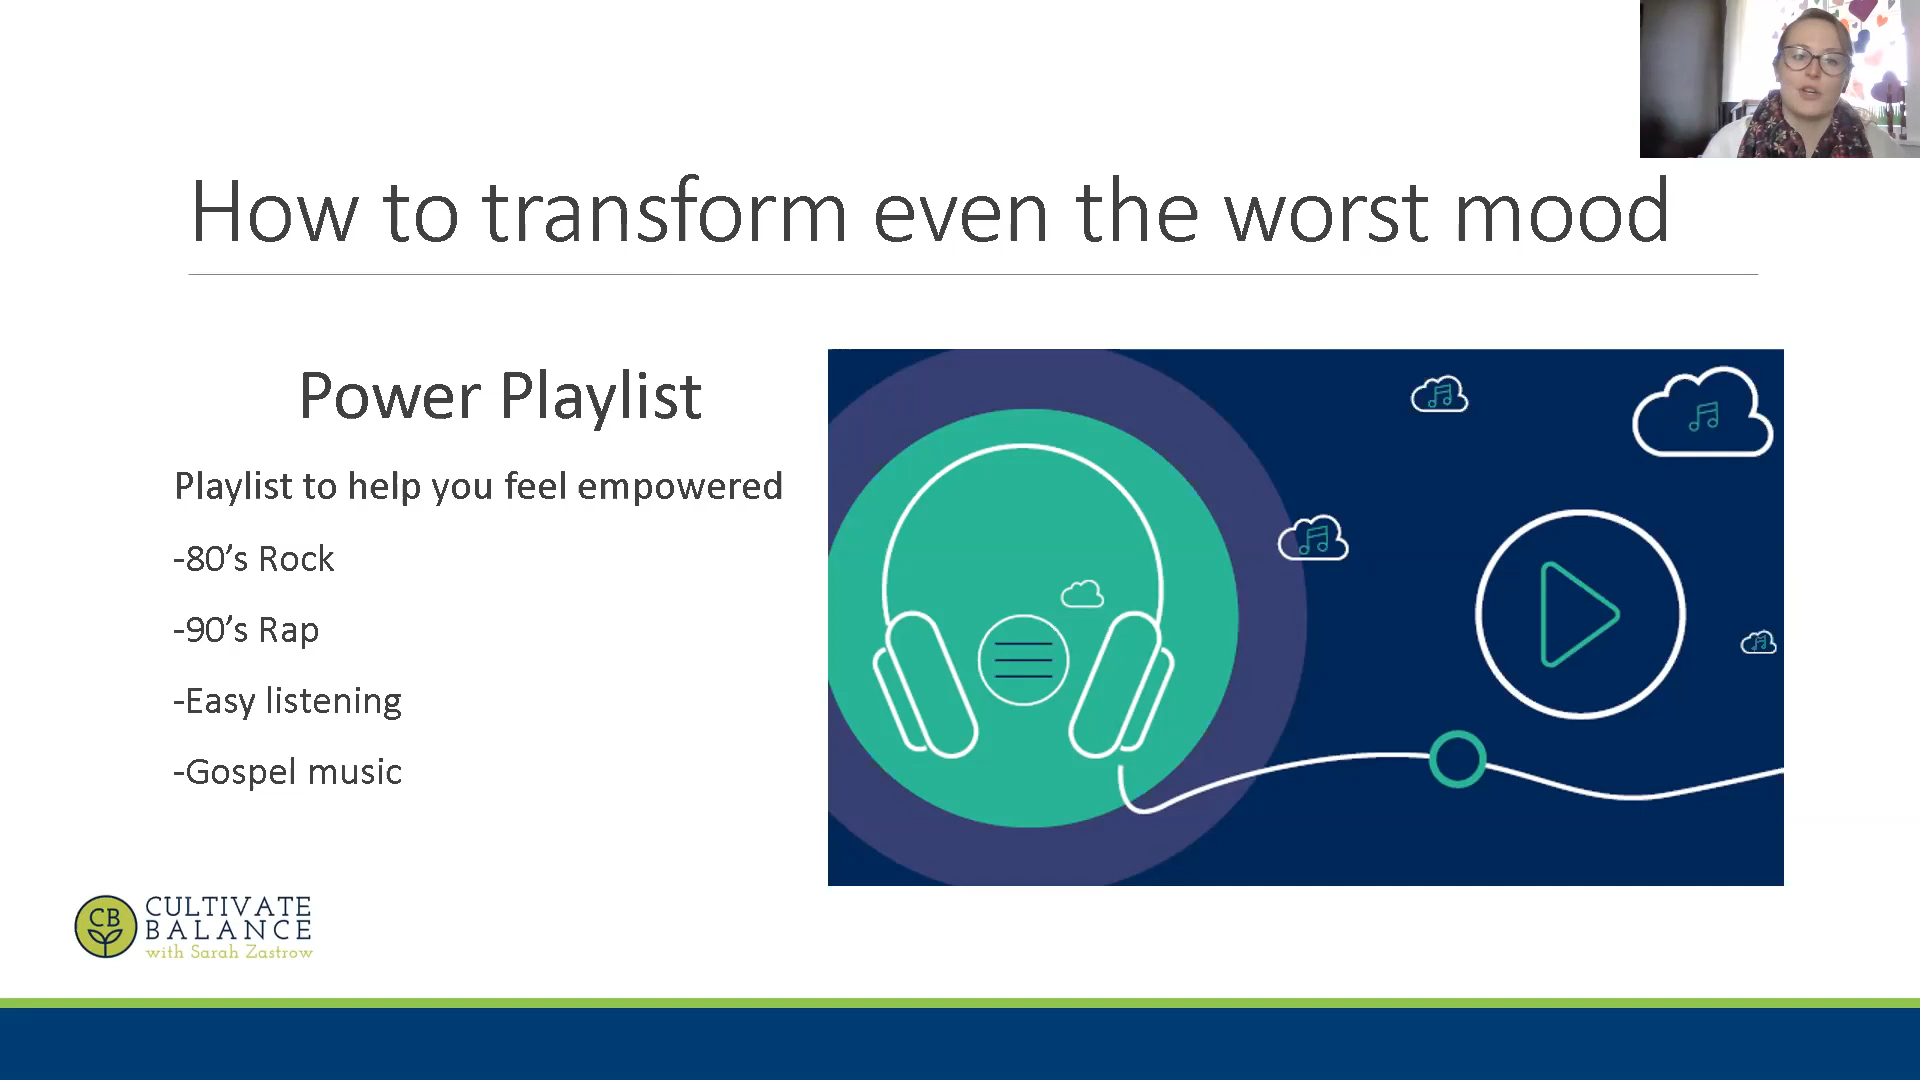 How to transform even the worst mood
Power Playlist
Playlist to help you feel empowered
-80’s Rock
-90’s Rap
-Easy listening
-Gospel music
CB
CULTIVATE
BALANCE
with Sarah Zastrow